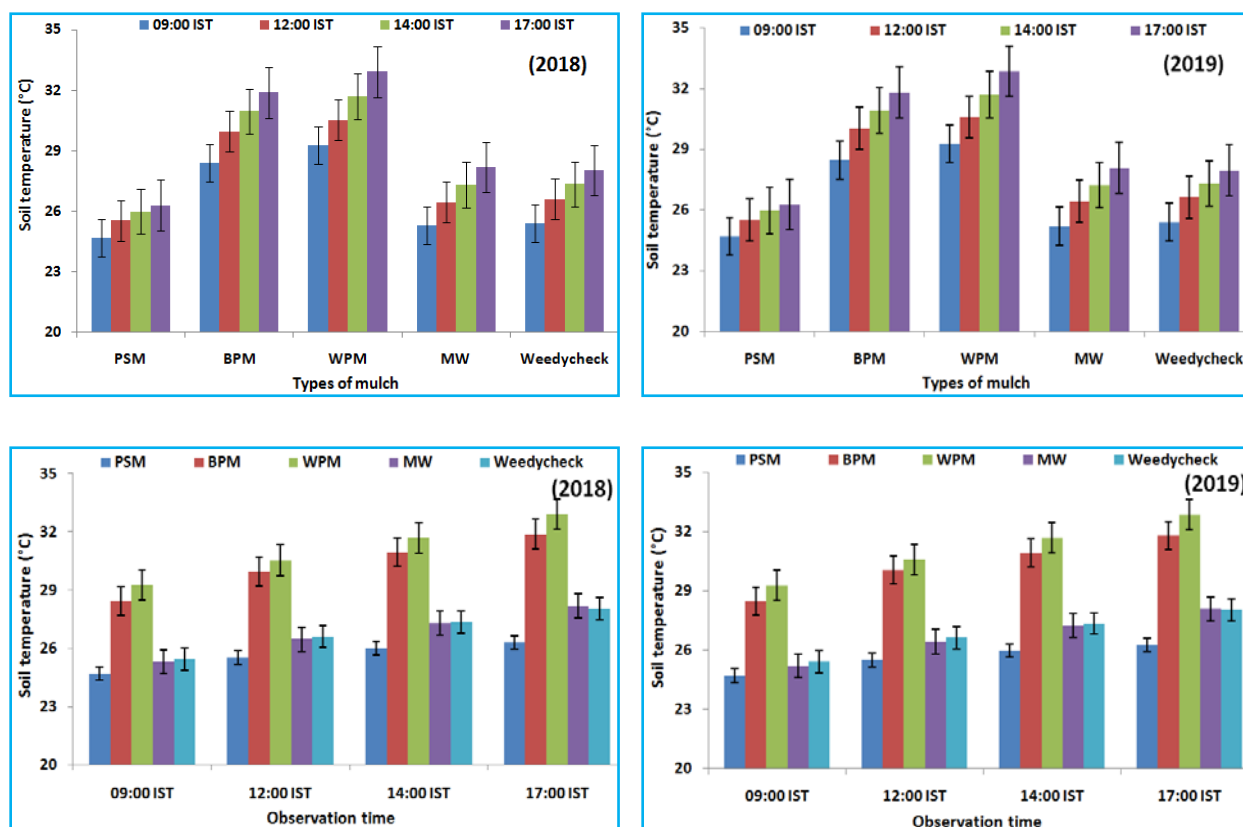 09:00 IST 12:00 IST 14:00 IST 17:00 IST
(2018)
Soil temperature (°C)
35
32
29
26
23
20
PSM BPM WPM MW Weedycheck
Types of mulch
09:00 IST 12:00 IST 14:00 IST 17:00 IST
(2019)
Soil temperature (°C)
35
32
29
26
23
20
PSM BPM WPM MW Weedycheck
Types of mulch
PSM BPM WPM MW Weedycheck
(2018)
Soil temperature (°C)
35
32
29
26
23
20
09:00 IST 12:00 IST 14:00 IST 17:00 IST
Observation time
PSM BPM WPM MW Weedycheck
(2019)
Soil temperature (°C)
35
32
29
26
23
20
09:00 IST 12:00 IST 14:00 IST 17:00 IST
Observation time